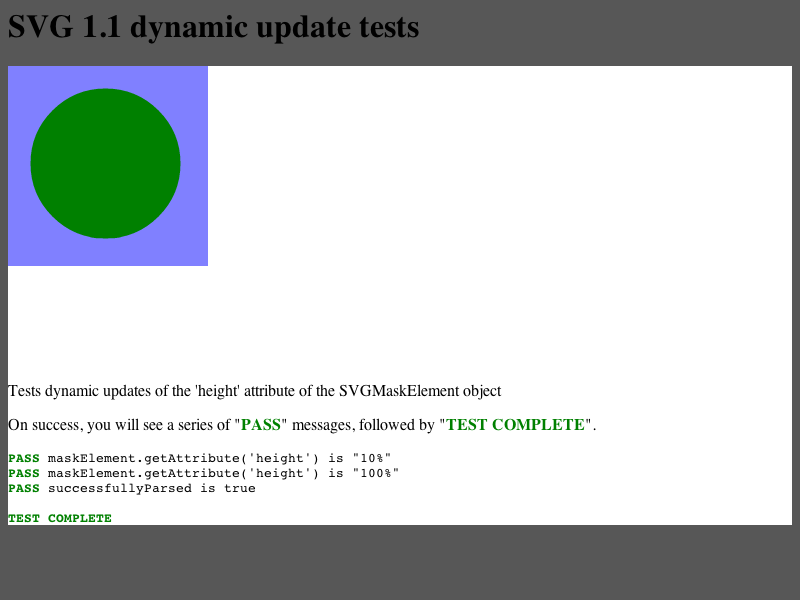 SVG 1.1 dynamic update tests
Tests dynamic updates of the 'height' attribute of the SVGMaskElement object
On success, you will see a series of "PASS" messages, followed by "TEST COMPLETE".
PASS maskElement.getAttribute('height') is "10%"
PASS maskElement.getAttribute('height') is "100%"
PASS successfullyParsed is true
TEST COMPLETE